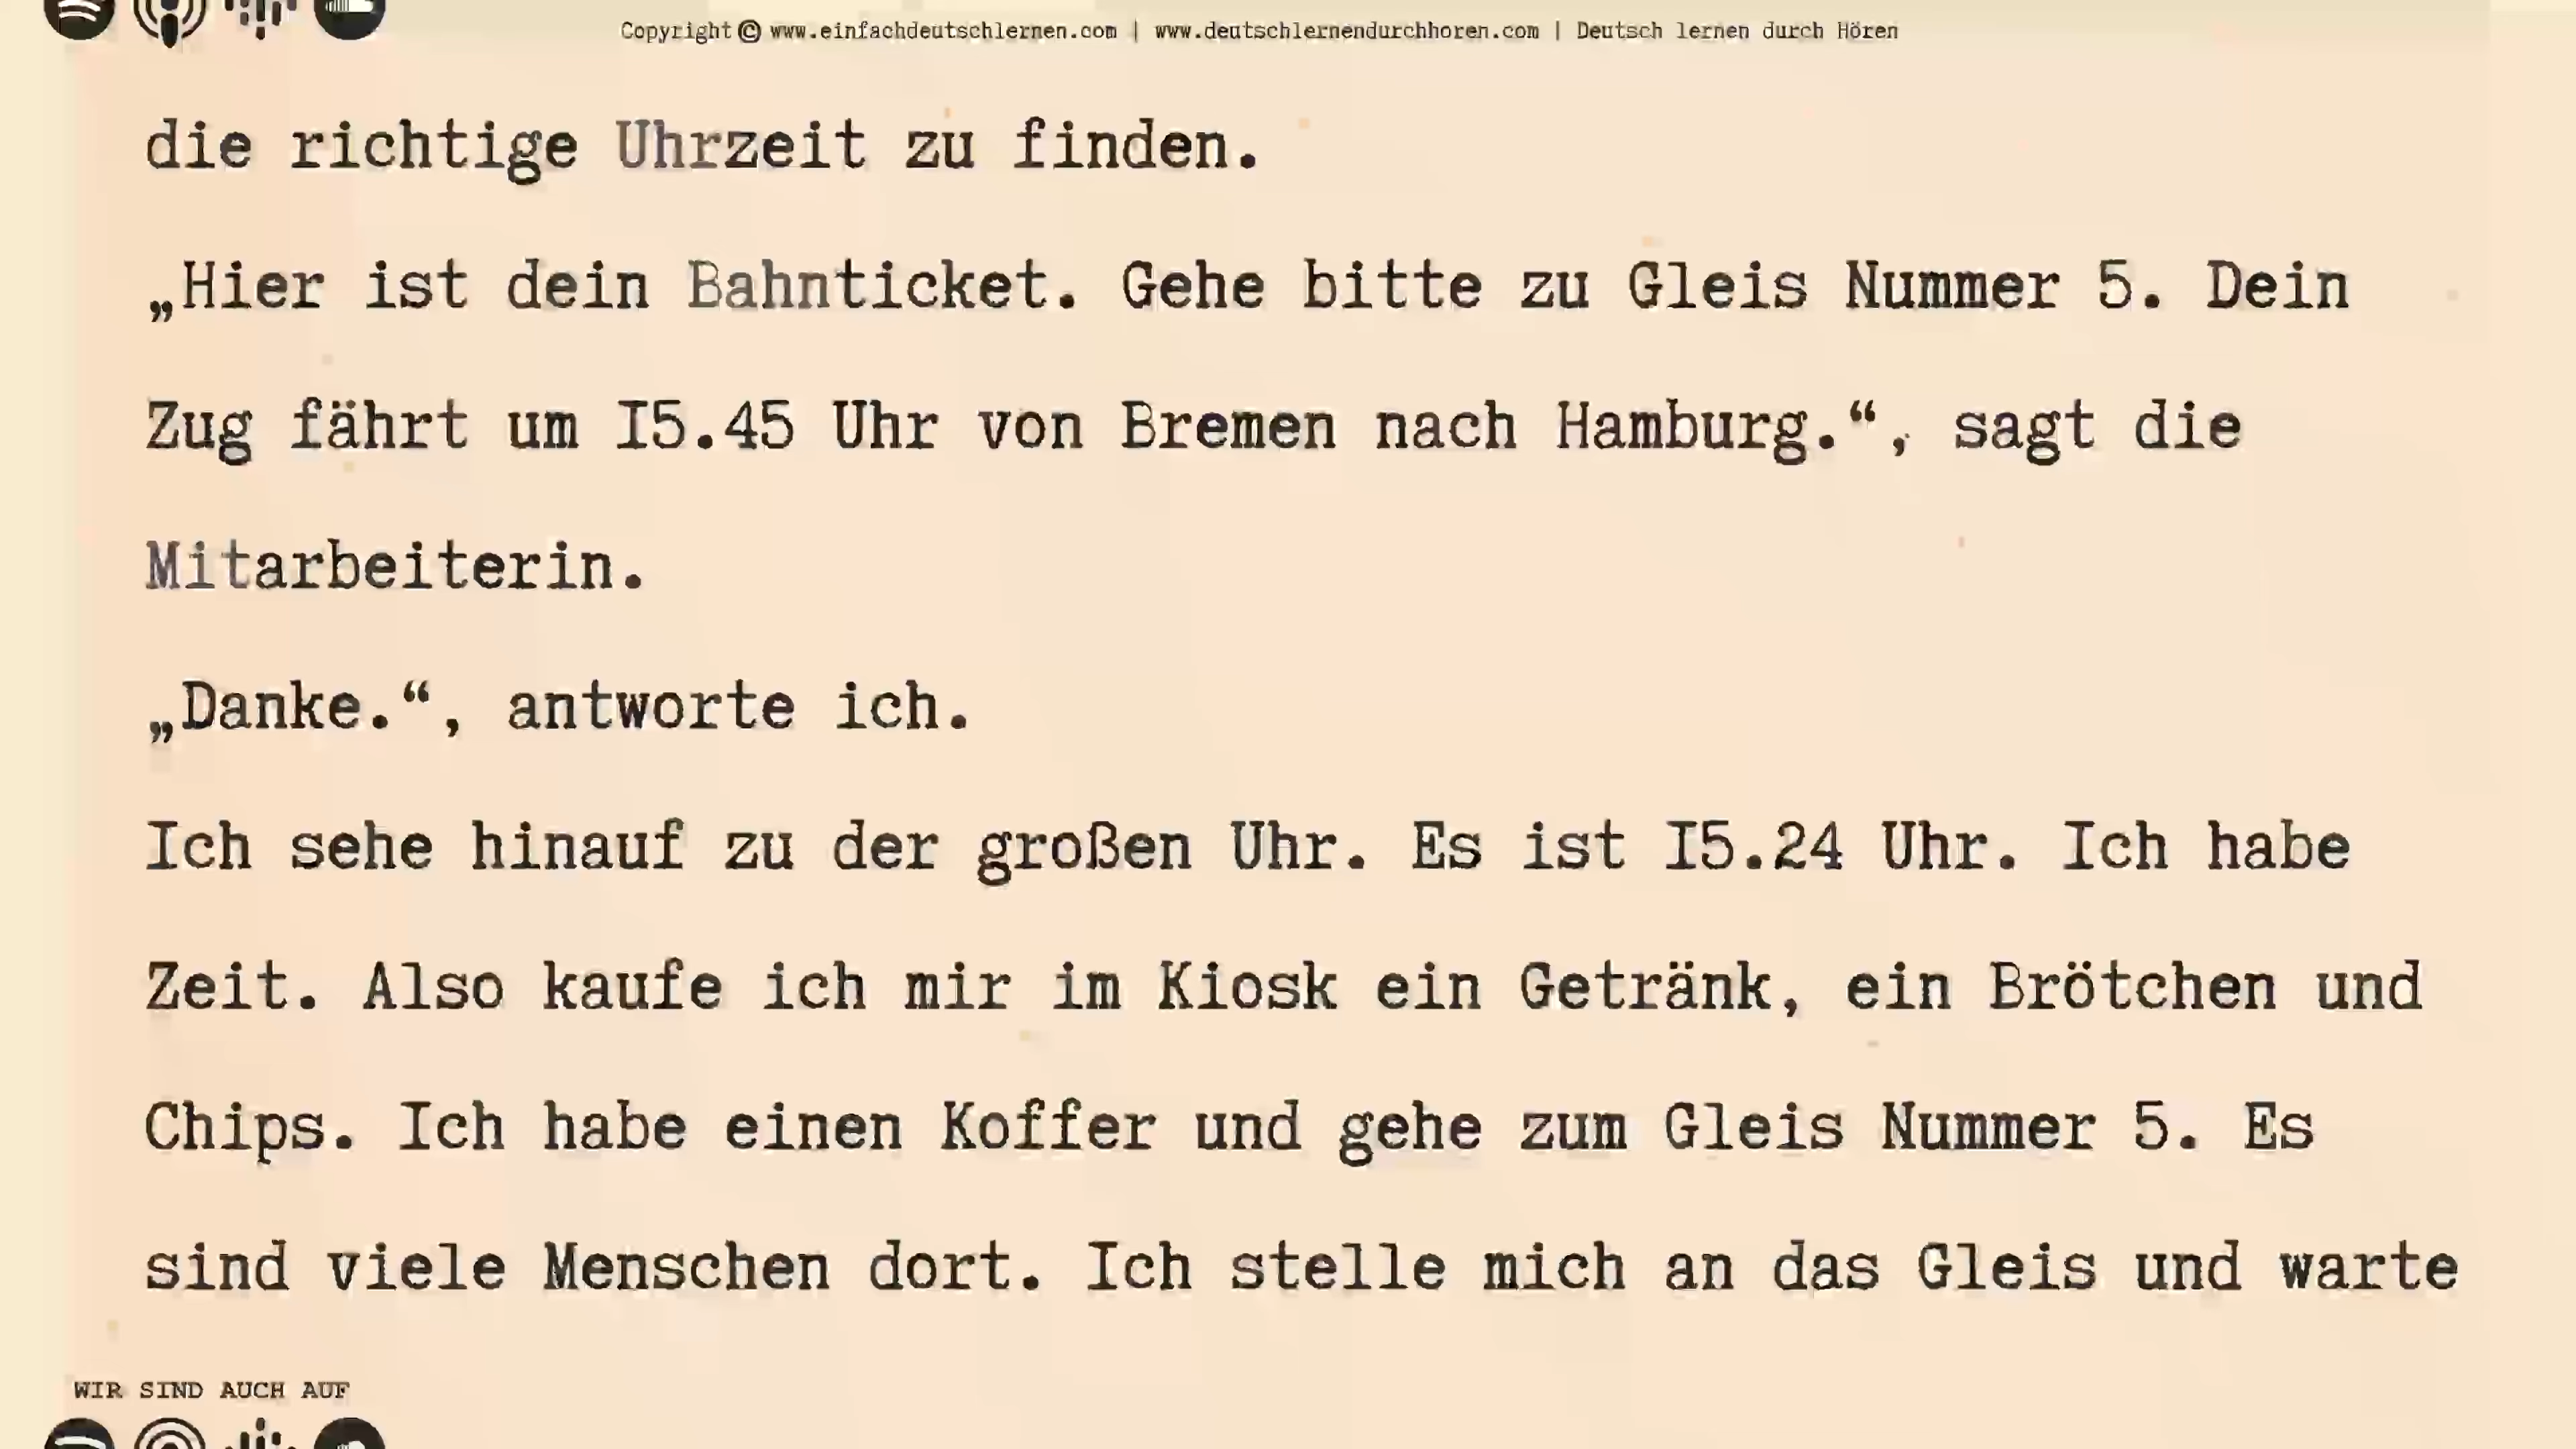 Copyright © www.einfachdeutschlernen.com | www.deutschlernendurchhoren.com | Deutsch lernen durch Hören
die richtige Uhrzeit zu finden.
„Hier ist dein Bahnticket. Gehe bitte zu Gleis Nummer 5. Dein
Zug fährt um I5.45 Uhr von Bremen nach Hamburg.“, sagt die
Mitarbeiterin.
„Danke.“, antworte ich.
Ich sehe hinauf zu der großen Uhr. Es ist I5.24 Uhr. Ich habe
Zeit. Also kaufe ich mir im Kiosk ein Getränk, ein Brötchen und
Chips. Ich habe einen Koffer und gehe zum Gleis Nummer 5. Es
sind viele Menschen dort. Ich stelle mich an das Gleis und warte
WIR SIND AUCH AUF